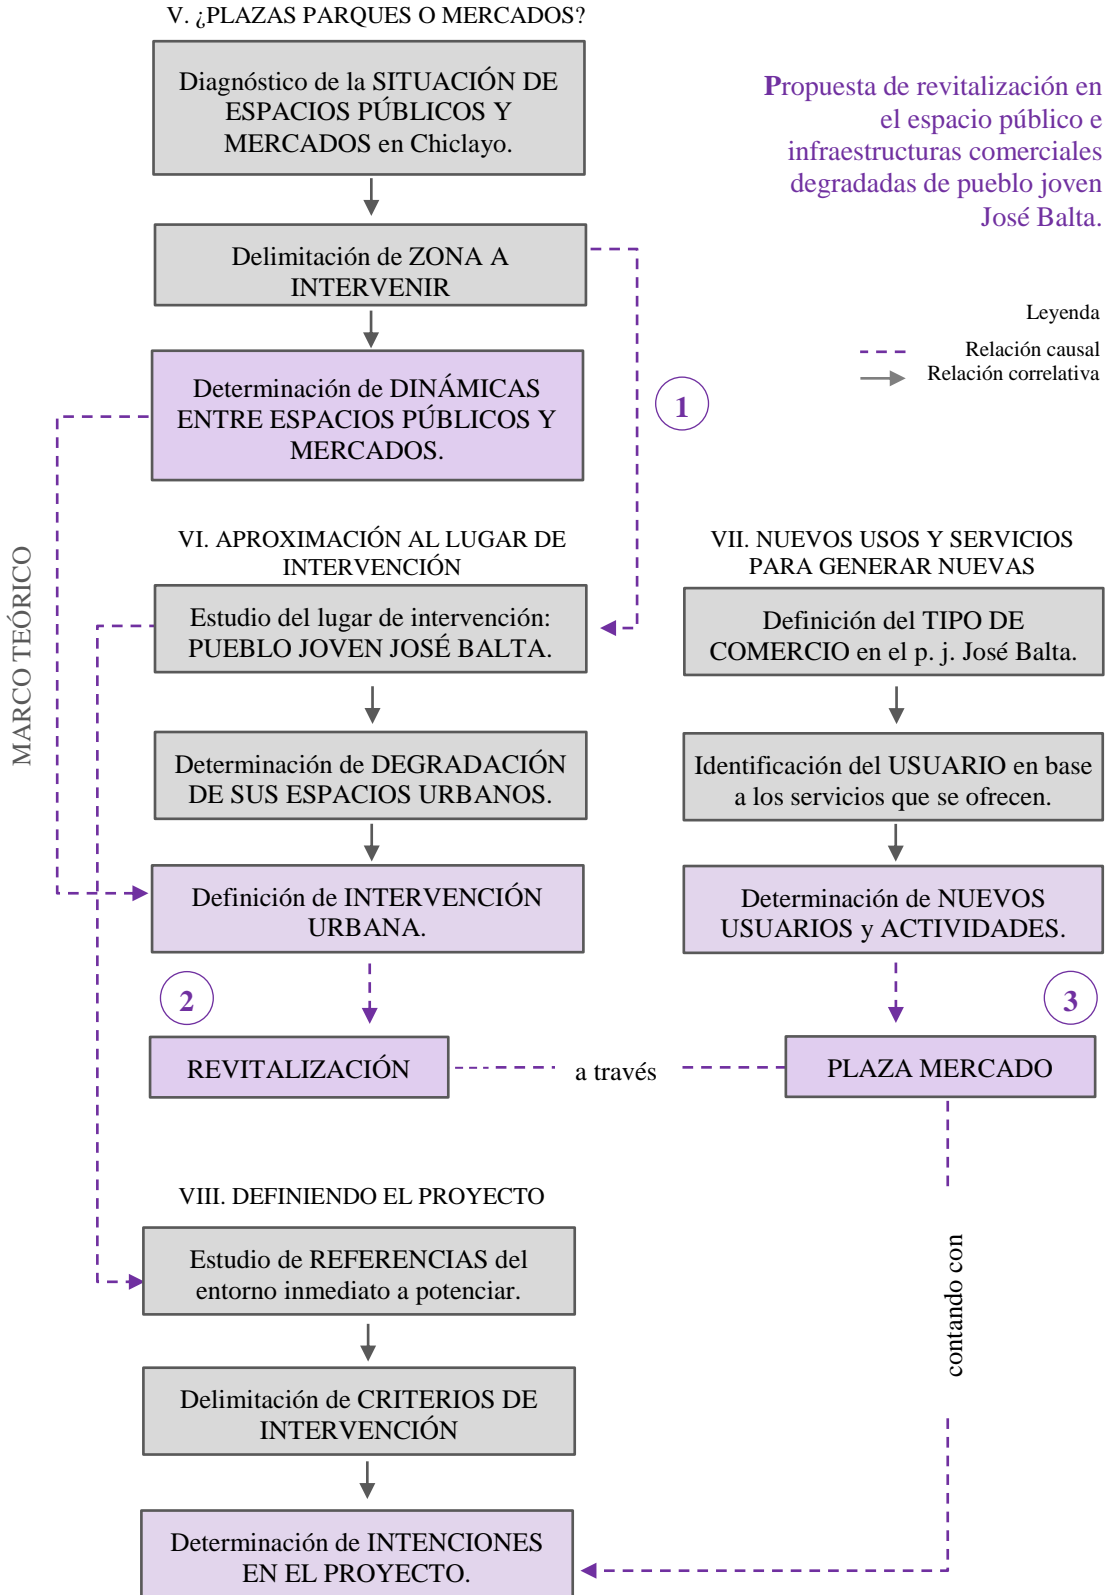 V. ¿PLAZAS PARQUES O MERCADOS?
Diagnóstico de la SITUACIÓN DE
ESPACIOS PÚBLICOS Y
MERCADOS en Chiclayo.
Propuesta de revitalización en
el espacio público e
infraestructuras comerciales
degradadas de pueblo joven
José Balta.
Delimitación de ZONA A
INTERVENIR
Leyenda
Relación causal
Relación correlativa
Determinación de DINÁMICAS
ENTRE ESPACIOS PÚBLICOS Y
MERCADOS.
1
MARCO TEÓRICO
VI. APROXIMACIÓN AL LUGAR DE
INTERVENCIÓN
Estudio del lugar de intervención:
PUEBLO JOVEN JOSÉ BALTA.
Determinación de DEGRADACIÓN
DE SUS ESPACIOS URBANOS.
Definición de INTERVENCIÓN
URBANA.
2
REVITALIZACIÓN
a través
VII. NUEVOS USOS Y SERVICIOS
PARA GENERAR NUEVAS
Definición del TIPO DE
COMERCIO en el p. j. José Balta.
Identificación del USUARIO en base
a los servicios que se ofrecen.
Determinación de NUEVOS
USUARIOS y ACTIVIDADES.
3
PLAZA MERCADO
contando con
VIII. DEFINIENDO EL PROYECTO
Estudio de REFERENCIAS del
entorno inmediato a potenciar.
Delimitación de CRITERIOS DE
INTERVENCIÓN
Determinación de INTENCIONES
EN EL PROYECTO.